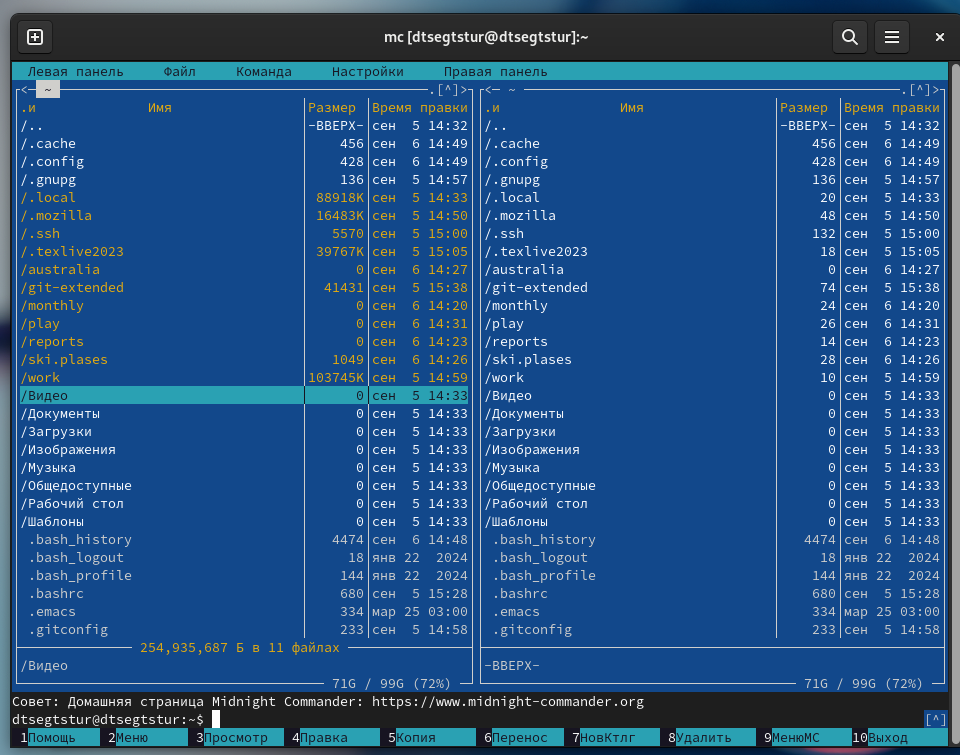 mc [dtsegtstur@dtsegtstur]:~
Левая панель Файл Команда Настройки Правая панель
<─ ~ ─.[^]> <─ ~ ─.[^]>
.и Имя Размер Время правки .и Имя Размер Время правки
/.. -ВВЕРХ- сен 5 14:32 /.. -ВВЕРХ- сен 5 14:32
/.cache 456 сен 6 14:49 /.cache 456 сен 6 14:49
/.config 428 сен 6 14:49 /.config 428 сен 6 14:49
/.gnupg 136 сен 5 14:57 /.gnupg 136 сен 5 14:57
/.local 88918K сен 5 14:33 /.local 20 сен 5 14:33
/.mozilla 16483K сен 5 14:50 /.mozilla 48 сен 5 14:50
/.ssh 5570 сен 5 15:00 /.ssh 132 сен 5 15:00
/.texlive2023 39767K сен 5 15:05 /.texlive2023 18 сен 5 15:05
/australia 0 сен 6 14:27 /australia 0 сен 6 14:27
/git-extended 41431 сен 5 15:38 /git-extended 74 сен 5 15:38
/monthly 0 сен 6 14:20 /monthly 24 сен 6 14:20
/play 0 сен 6 14:31 /play 26 сен 6 14:31
/reports 0 сен 6 14:23 /reports 14 сен 6 14:23
/ski.plases 1049 сен 6 14:26 /ski.plases 28 сен 6 14:26
/work 103745K сен 5 14:59 /work 10 сен 5 14:59
/Видео 0 сен 5 14:33 /Видео 0 сен 5 14:33
/Документы 0 сен 5 14:33 /Документы 0 сен 5 14:33
/Загрузки 0 сен 5 14:33 /Загрузки 0 сен 5 14:33
/Изображения 0 сен 5 14:33 /Изображения 0 сен 5 14:33
/Музыка 0 сен 5 14:33 /Музыка 0 сен 5 14:33
/Общедоступные 0 сен 5 14:33 /Общедоступные 0 сен 5 14:33
/Рабочий стол 0 сен 5 14:33 /Рабочий стол 0 сен 5 14:33
/Шаблоны 0 сен 5 14:33 /Шаблоны 0 сен 5 14:33
.bash_history 4474 сен 6 14:48 .bash_history 4474 сен 6 14:48
.bash_logout 18 янв 22 2024 .bash_logout 18 янв 22 2024
.bash_profile 144 янв 22 2024 .bash_profile 144 янв 22 2024
.bashrc 680 сен 5 15:28 .bashrc 680 сен 5 15:28
.emacs 334 мар 25 03:00 .emacs 334 мар 25 03:00
.gitconfig 233 сен 5 14:58 .gitconfig 233 сен 5 14:58
254,935,687 Б в 11 файлах
/Видео -ВВЕРХ-
71G / 99G (72%) 71G / 99G (72%)
Совет: Домашняя страница Midnight Commander: https://www.midnight-commander.org
dtsegtstur@dtsegtstur:~$ [^]
1Помощь 2Меню 3Просмотр 4Правка 5Копия 6Перенос 7НовКтлг 8Удалить 9МенюMC 10Выход